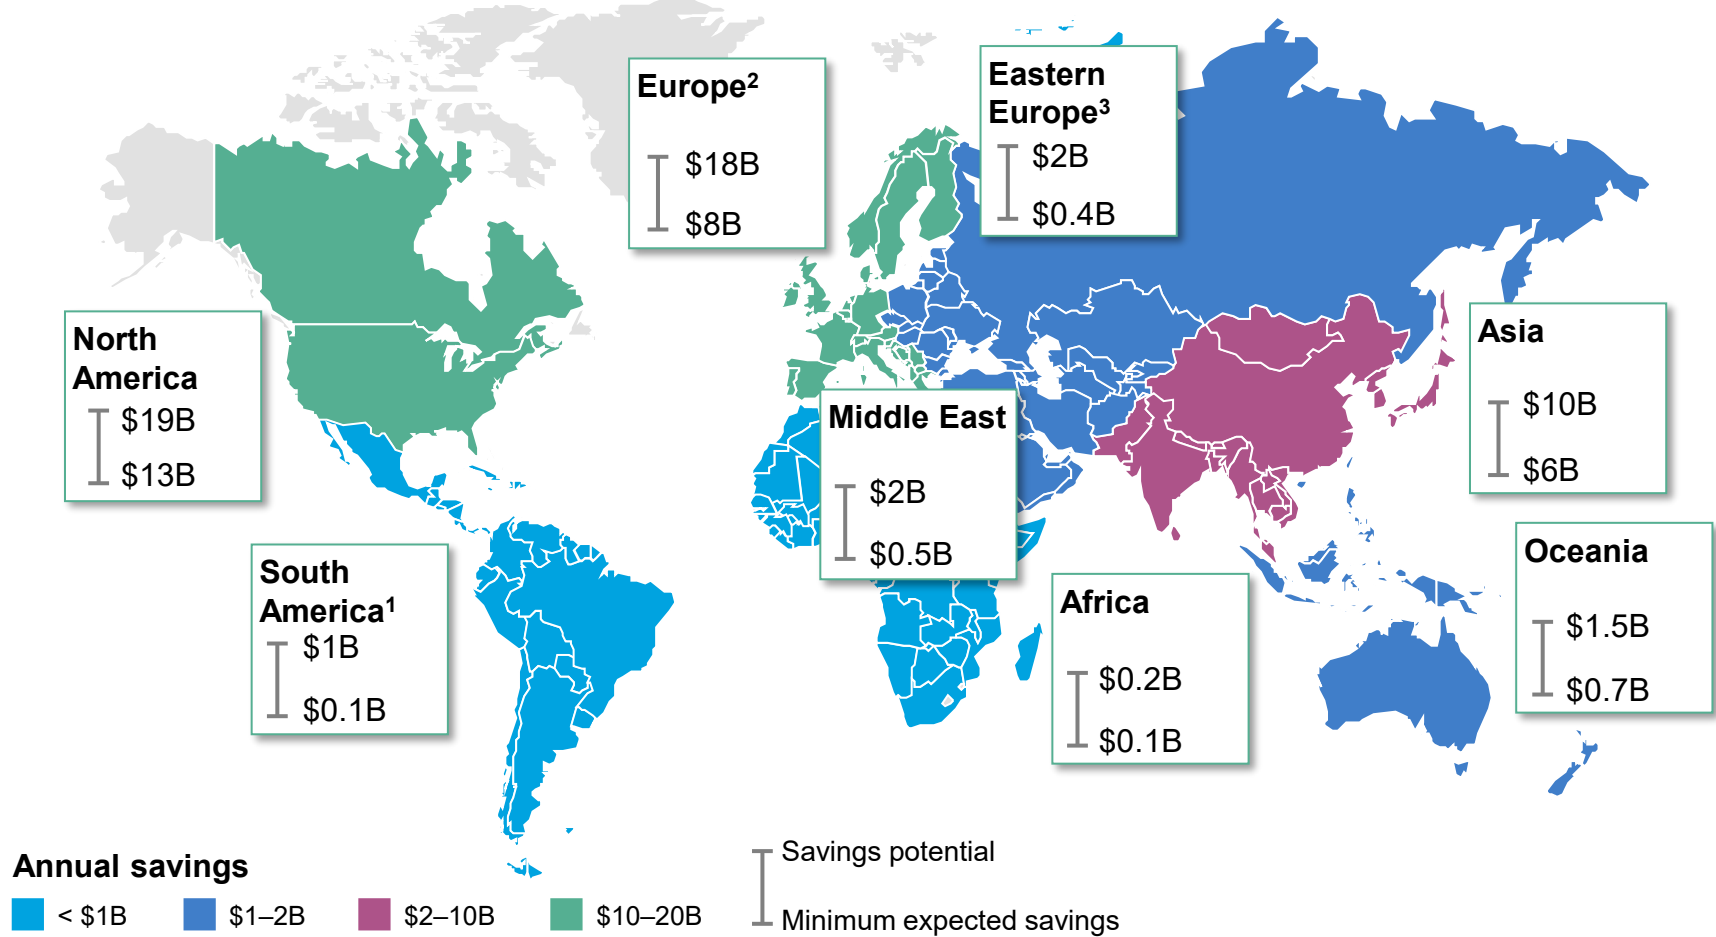 Europe²
$18B
$8B
Eastern
Europe³
$2B
$0.4B
North
America
$19B
$13B
Asia
$10B
$6B
Middle East
$2B
$0.5B
South
America¹
$1B
$0.1B
Africa
$0.2B
$0.1B
Oceania
$1.5B
$0.7B
Annual savings
< $1B
$1–2B
$2–10B
$10–20B
Savings potential
Minimum expected savings